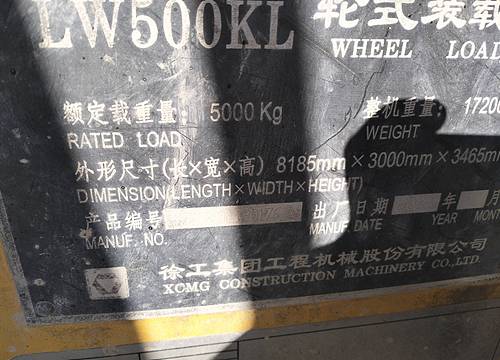 LW500KL 轮式装载
WHEEL LOAD
额定载重量: 5000 Kg 整机重量: 1720
RATED LOAD WEIGHT
外形尺寸(长×宽×高) 8185mm × 3000mm × 3465m
DIMENSION(LENGTH×WIDTH×HEIGHT)
产品编号 出厂日期 年 月
MANUF. NO. MANUF. DATE YEAR MON
徐工集团工程机械股份有限公司
XCMG CONSTRUCTION MACHINERY CO.,LTD.